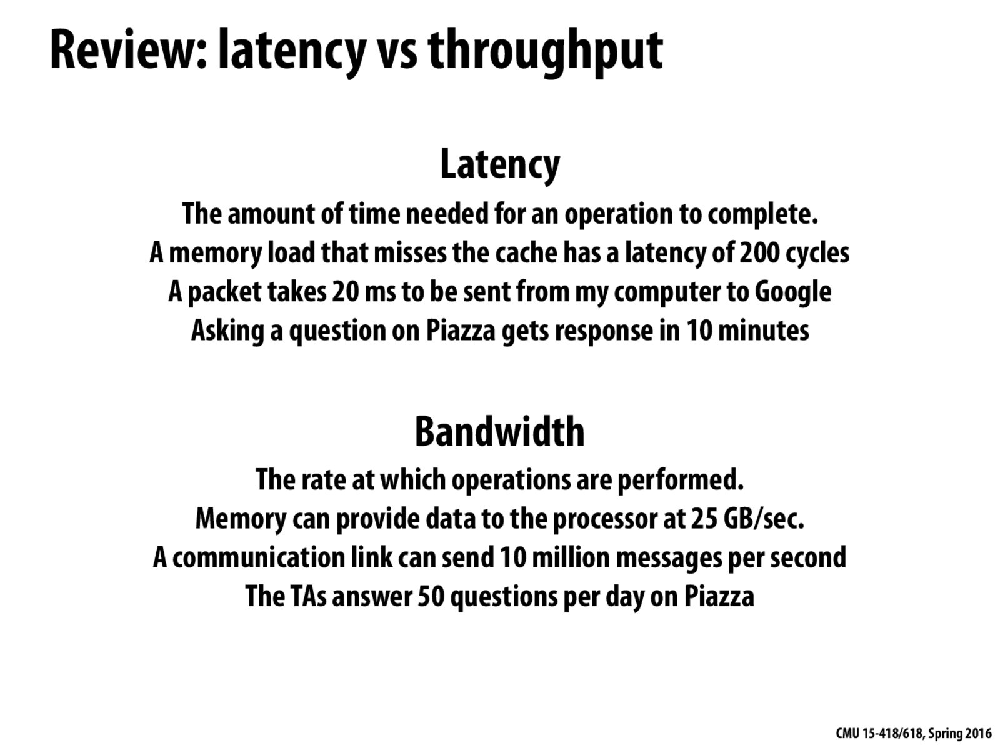 Review: latency vs throughput
Latency
The amount of time needed for an operation to complete.
A memory load that misses the cache has a latency of 200 cycles
A packet takes 20 ms to be sent from my computer to Google
Asking a question on Piazza gets response in 10 minutes
Bandwidth
The rate at which operations are performed.
Memory can provide data to the processor at 25 GB/sec.
A communication link can send 10 million messages per second
The TAs answer 50 questions per day on Piazza
CMU 15-418/618, Spring 2016